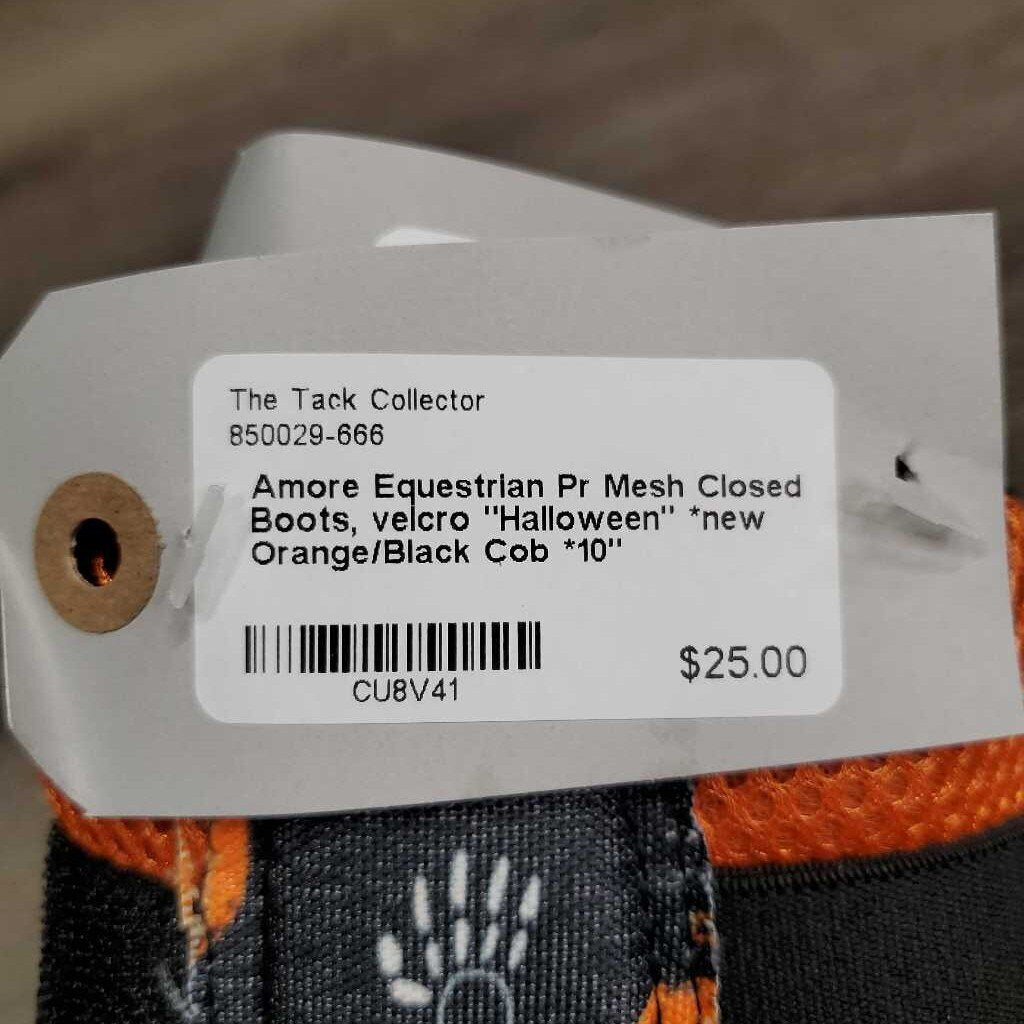 The Tack Collector
850029-666
Amore Equestrian Pr Mesh Closed
Boots, velcro "Halloween" *new
Orange/Black Cob *10"
CU8V41
$25.00